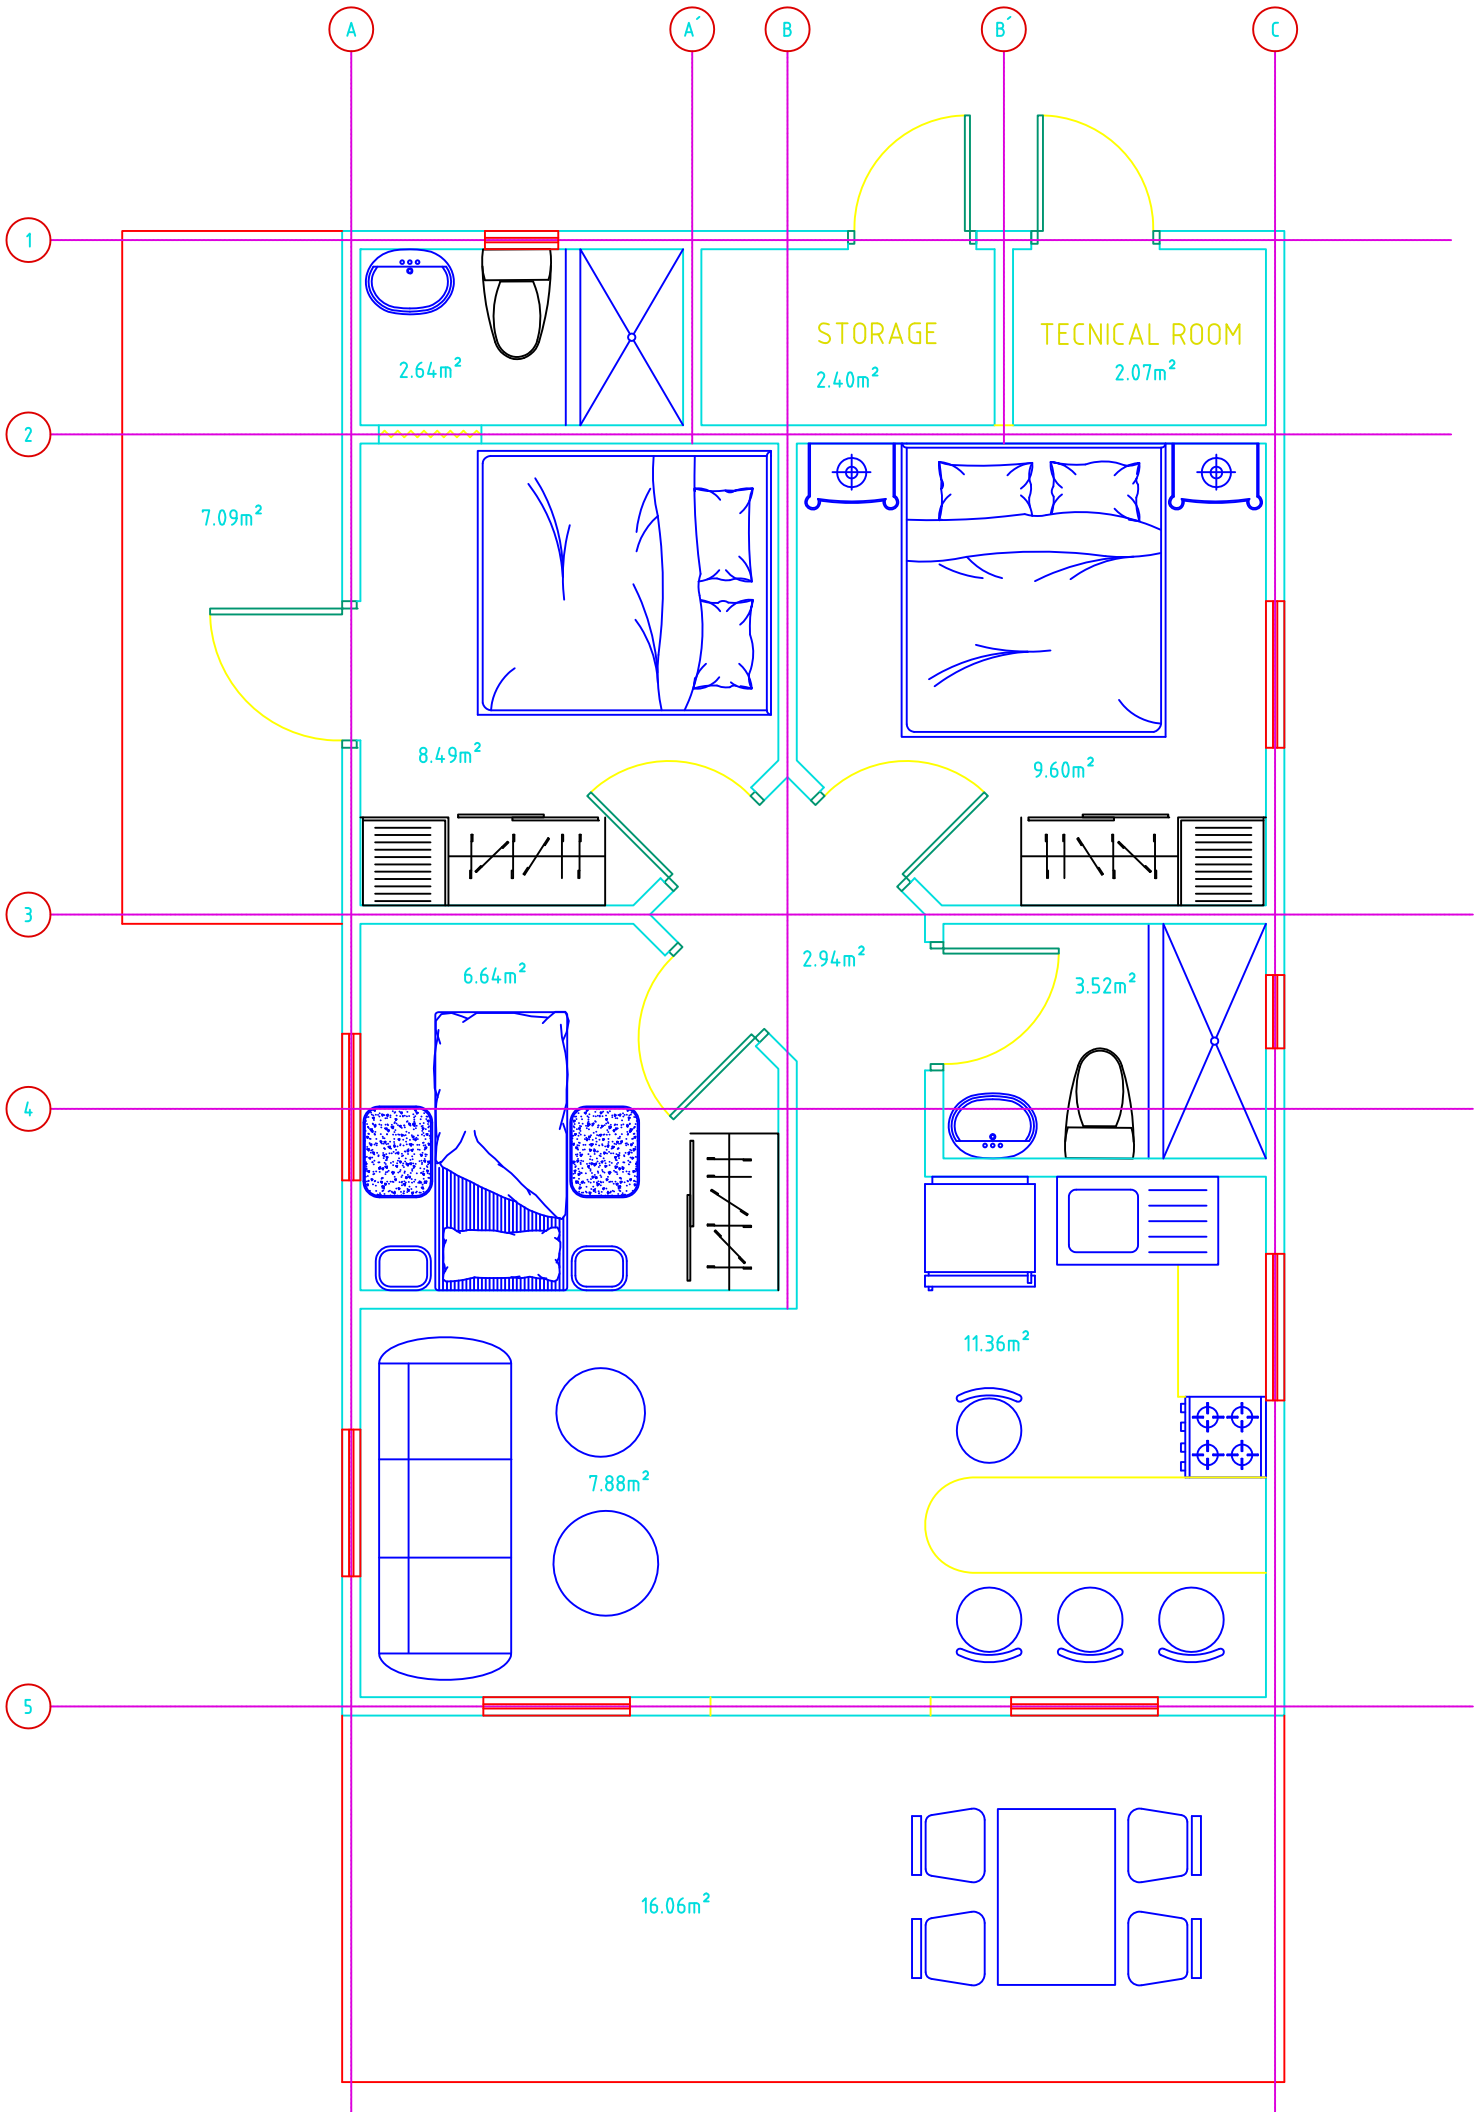 A A´ B B´ C
1
STORAGE TECNICAL ROOM
2.64m² 2.40m² 2.07m²
2
7.09m²
8.49m² 9.60m²
3
6.64m² 2.94m² 3.52m²
4
11.36m²
7.88m²
5
16.06m²